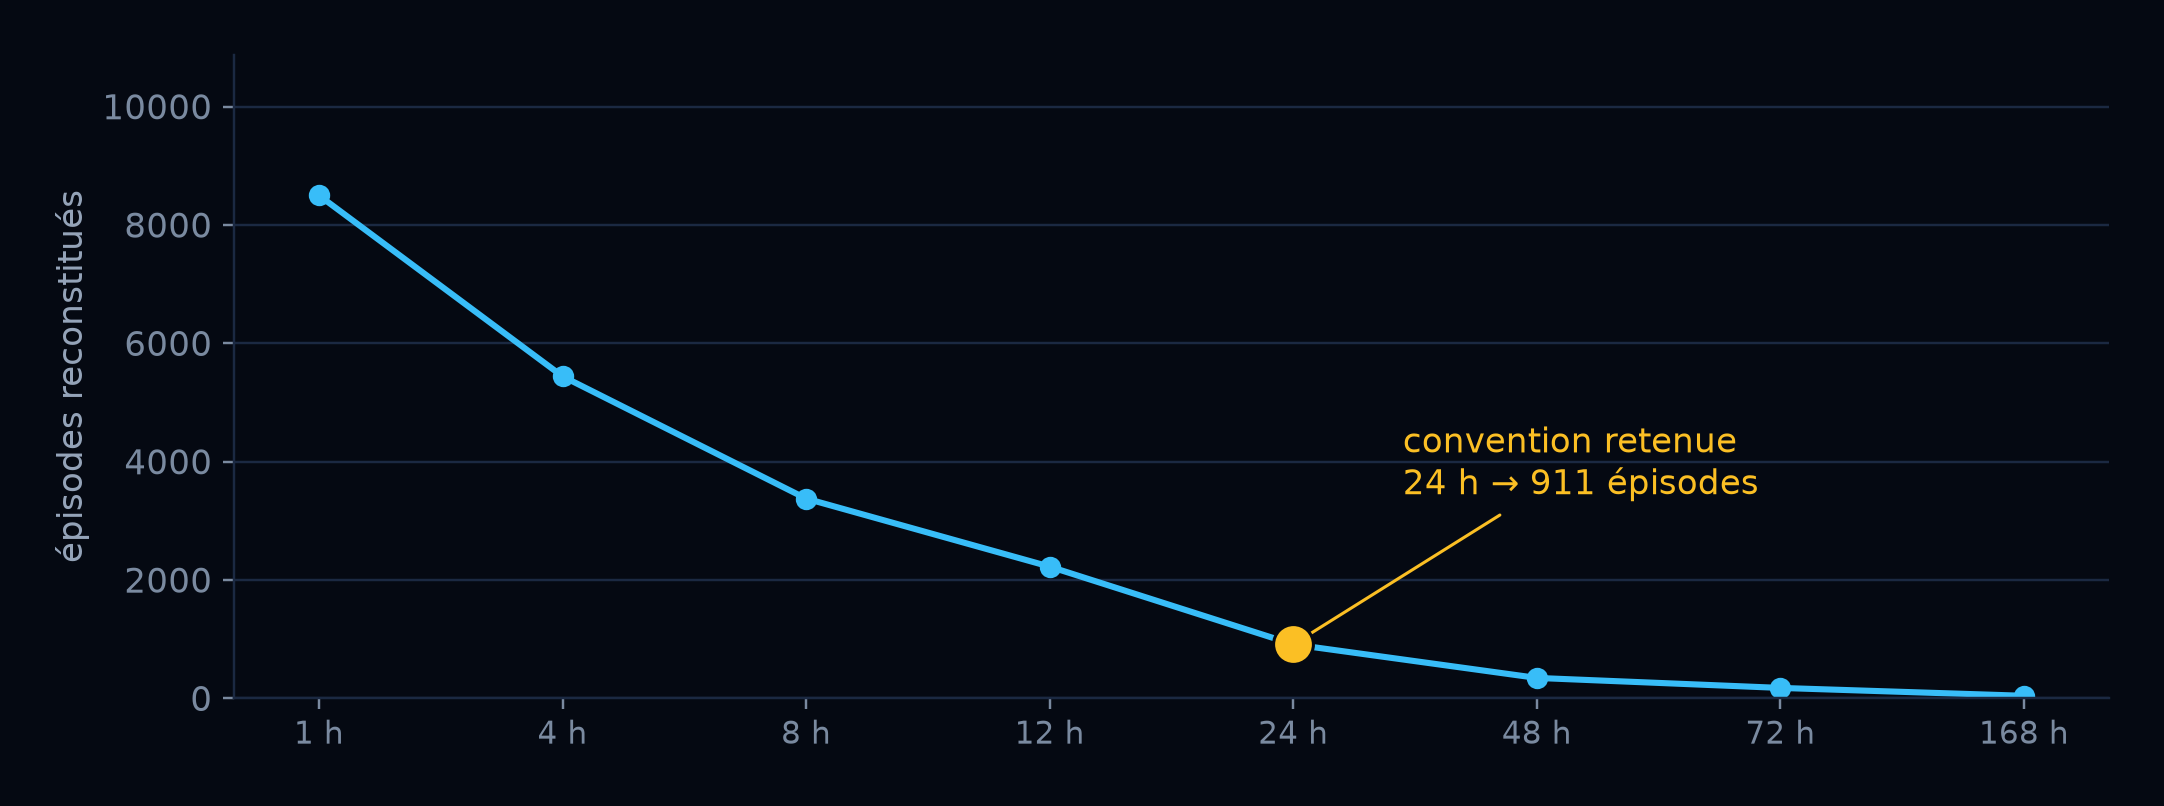 épisodes reconstitués
10000
8000
6000
4000
2000
0
convention retenue
24 h → 911 épisodes
1 h
4 h
8 h
12 h
24 h
48 h
72 h
168 h